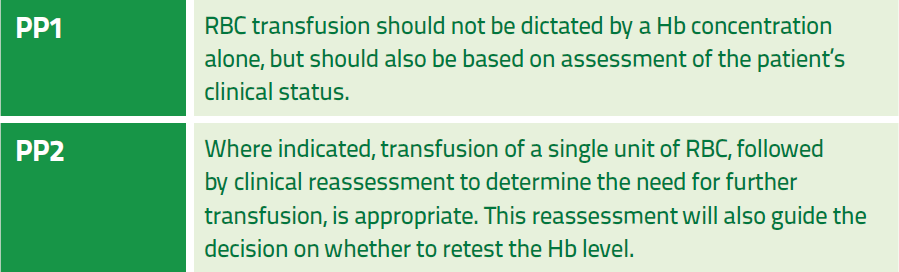 PP1
RBC transfusion should not be dictated by a Hb concentration
alone, but should also be based on assessment of the patient’s
clinical status.
PP2
Where indicated, transfusion of a single unit of RBC, followed
by clinical reassessment to determine the need for further
transfusion, is appropriate. This reassessment will also guide the
decision on whether to retest the Hb level.